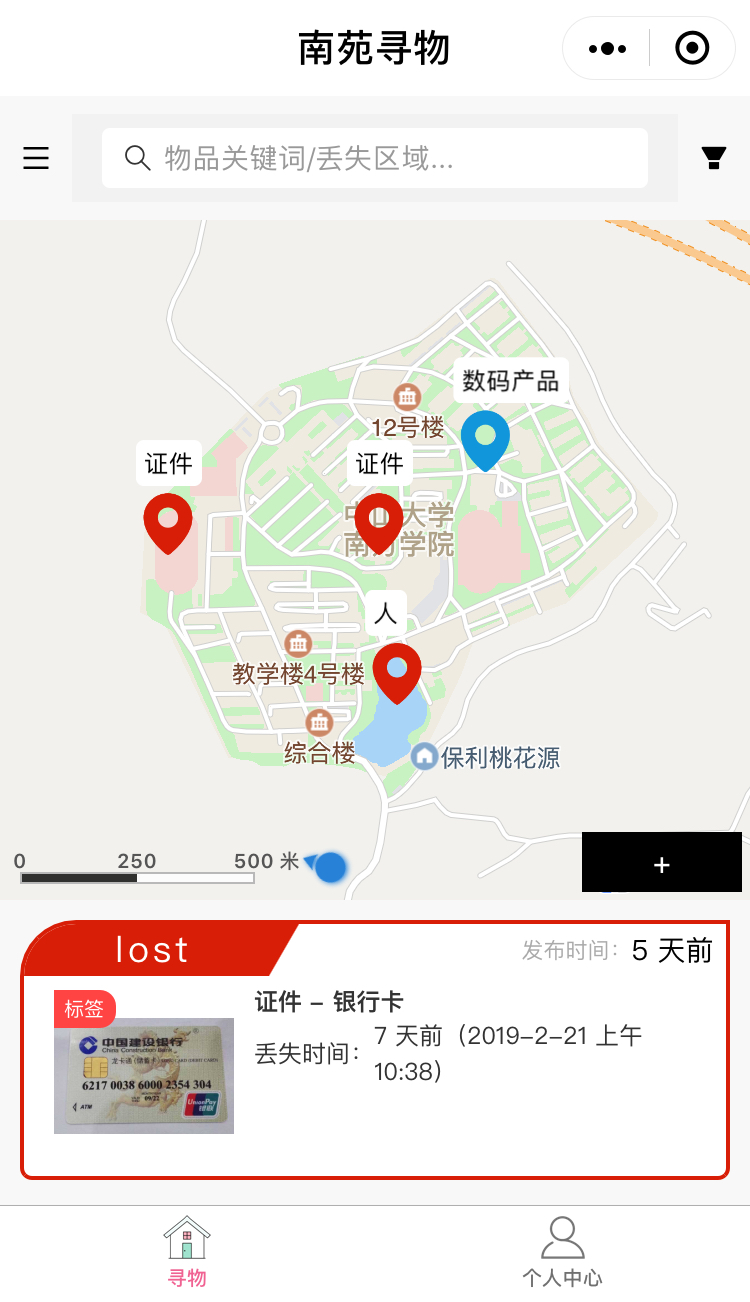 南苑寻物
物品关键词/丢失区域...
数码产品
12号楼
证件
证件
中山大学
南方学院
人
教学楼4号楼
综合楼
保利桃花源
0 250 500 米
+
lost
发布时间: 5 天前
标签
证件 – 银行卡
丢失时间:
7 天前（2019–2–21 上午
10:38)
中国建设银行
China Construction Bank
6217 0038 6000 2354 304
ATM
UnionPay
银联
寻物
个人中心